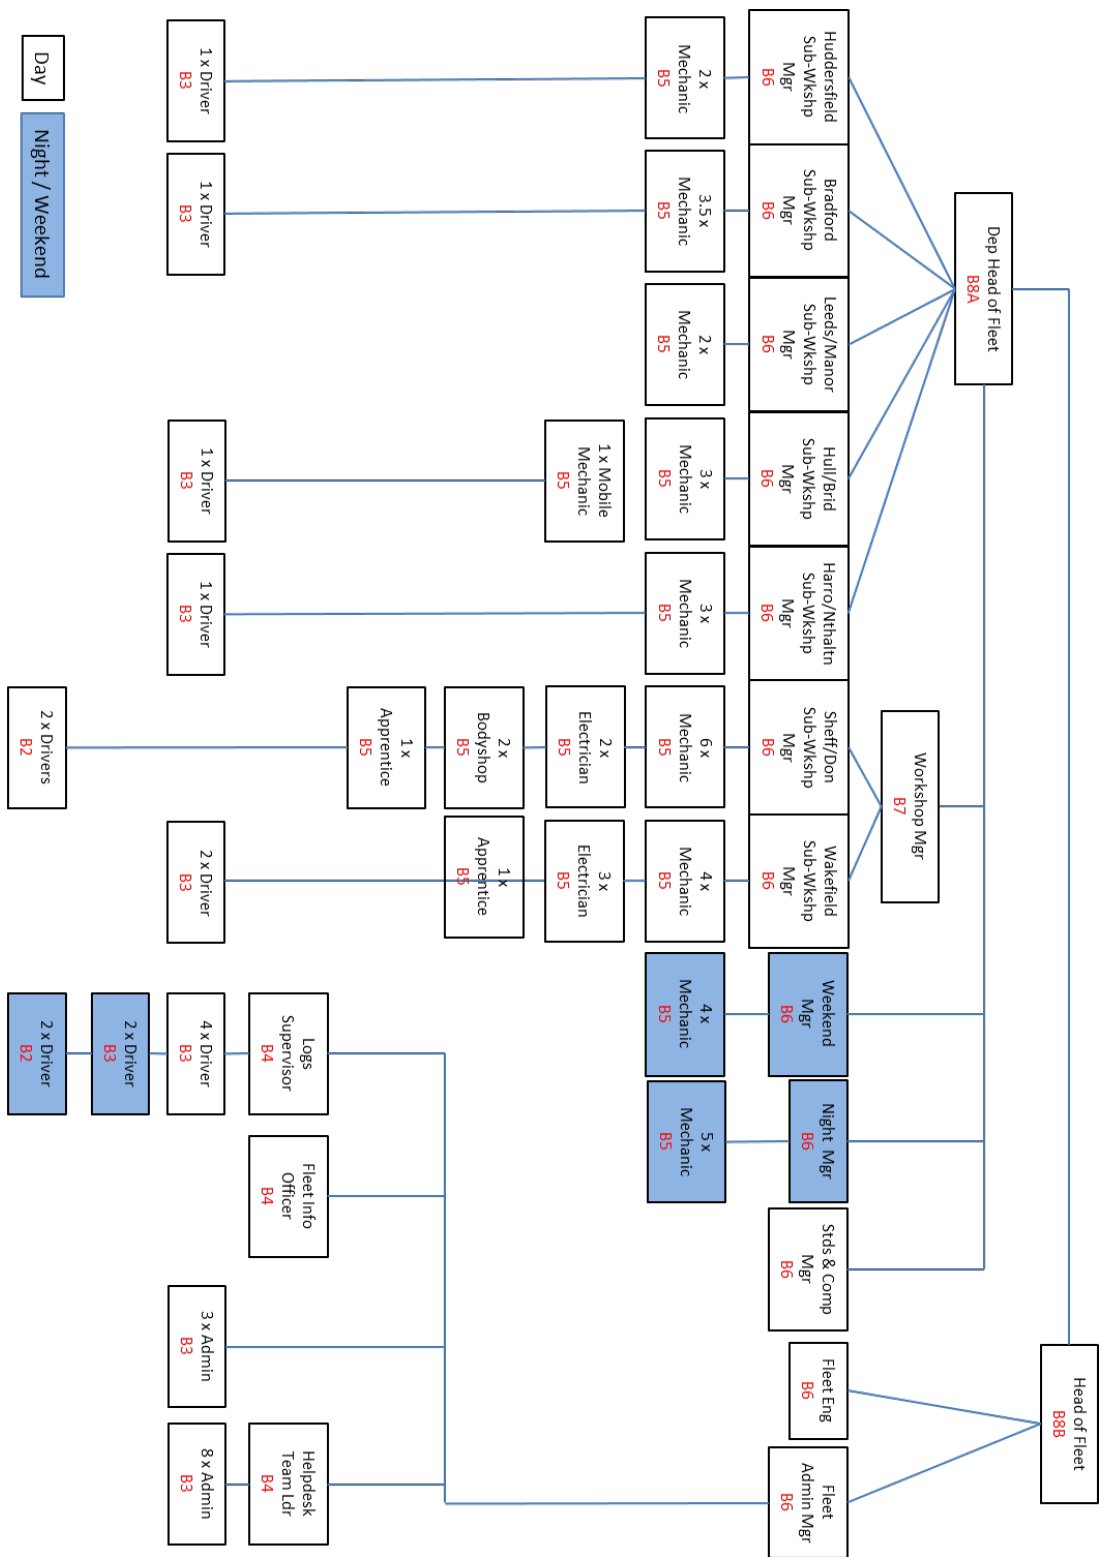 Head of Fleet
B8B
Dep Head of Fleet
B8A
Workshop Mgr
B7
Huddersfield
Sub-Wkshp
Mgr
B6
Bradford
Sub-Wkshp
Mgr
B6
Leeds/Manor
Sub-Wkshp
Mgr
B6
Hull/Brid
Sub-Wkshp
Mgr
B6
Harro/Nthaltn
Sub-Wkshp
Mgr
B6
Sheff/Don
Sub-Wkshp
Mgr
B6
Wakefield
Sub-Wkshp
Mgr
B6
Weekend
Mgr
B6
Night Mgr
B6
Stds & Comp
Mgr
B6
Fleet Eng
B6
Fleet
Admin Mgr
B6
2 x
Mechanic
B5
3.5 x
Mechanic
B5
2 x
Mechanic
B5
3 x
Mechanic
B5
3 x
Mechanic
B5
6 x
Mechanic
B5
4 x
Mechanic
B5
4 x
Mechanic
B5
5 x
Mechanic
B5
1 x Mobile
Mechanic
B5
2 x
Electrician
B5
3 x
Electrician
B5
2 x
Bodyshop
B5
1 x
Apprentice
B5
1 x
Apprentice
B5
Logs
Supervisor
B4
Fleet Info
Officer
B4
Helpdesk
Team Ldr
B4
1 x Driver
B3
1 x Driver
B3
1 x Driver
B3
1 x Driver
B3
2 x Driver
B3
4 x Driver
B3
3 x Admin
B3
8 x Admin
B3
2 x Driver
B3
2 x Drivers
B2
2 x Driver
B2
Day
Night / Weekend